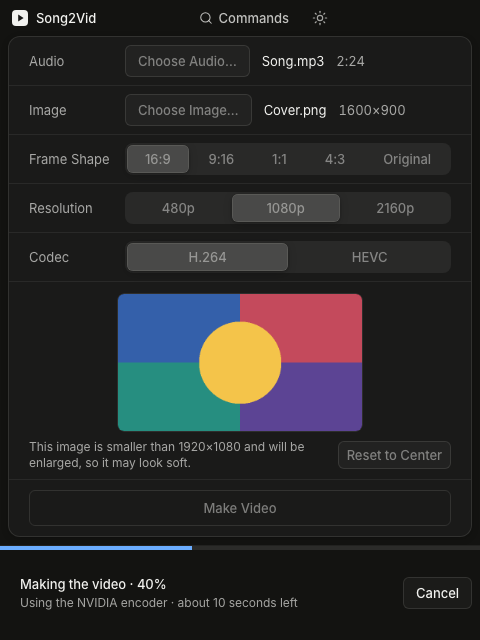 Song2Vid
Commands
Audio
Choose Audio...
Song.mp3
2:24
Image
Choose Image...
Cover.png
1600×900
Frame Shape
16:9
9:16
1:1
4:3
Original
Resolution
480p
1080p
2160p
Codec
H.264
HEVC
This image is smaller than 1920×1080 and will be
enlarged, so it may look soft.
Reset to Center
Make Video
Making the video · 40%
Using the NVIDIA encoder · about 10 seconds left
Cancel